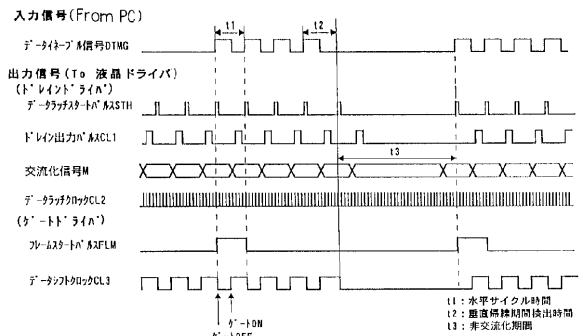 入力信号(From PC)
t1
t2
ﾃﾞｰﾀｲﾈｰﾌﾞﾙ信号DTMG
出力信号(To 液晶ドライバ)
(ﾄﾞﾚｲﾝﾄﾞﾗｲﾊﾞ)
ﾃﾞｰﾀﾗｯﾁｽﾀｰﾄﾊﾟﾙｽSTH
ﾄﾞﾚｲﾝ出力ﾊﾟﾙｽCL1
t3
交流化信号M
ﾃﾞｰﾀﾗｯﾁｸﾛｯｸCL2
(ｹﾞｰﾄﾄﾞﾗｲﾊﾞ)
ﾌﾚｰﾑｽﾀｰﾄﾊﾟﾙｽFLM
ﾃﾞｰﾀｼﾌﾄｸﾛｯｸCL3
ｹﾞｰﾄON
ｹﾞｰﾄOFF
t1：水平サイクル時間
t2：垂直帰線期間検出時間
t3：非交流化期間